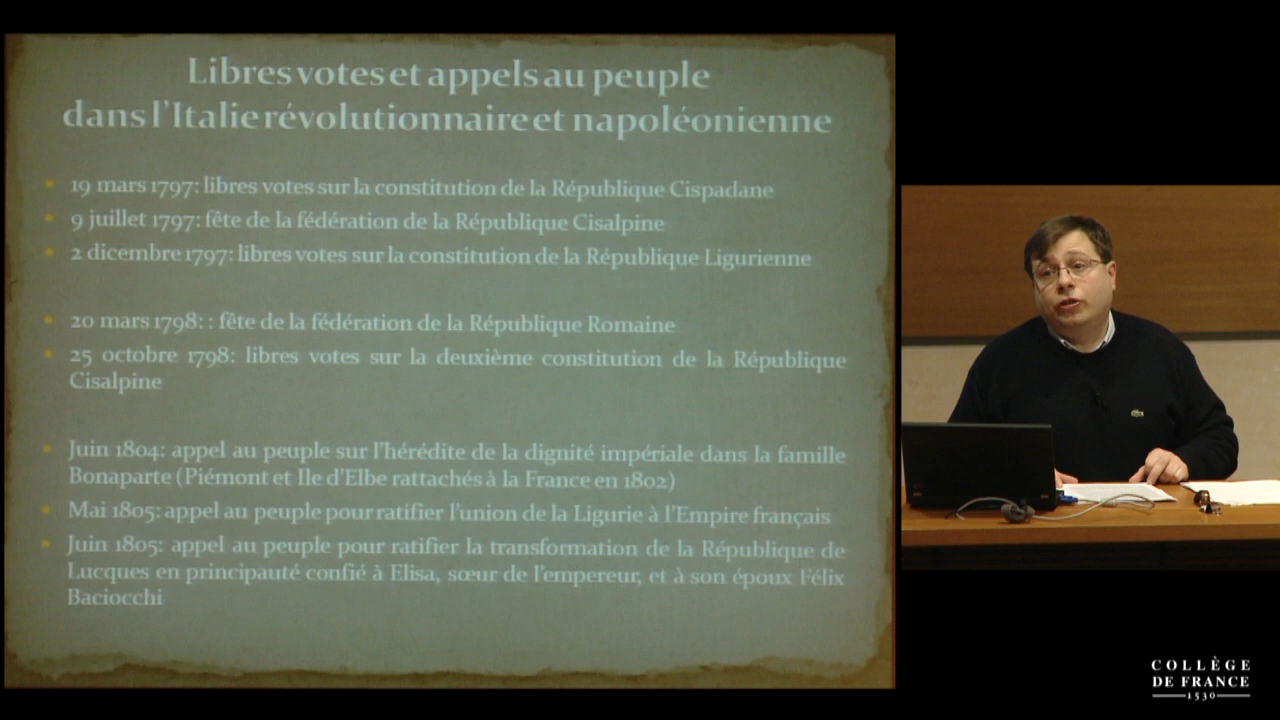 Libres votes et appels au peuple
dans l'Italie révolutionnaire et napoléonienne
19 mars 1797: libres votes sur la constitution de la République Cispadane
9 juillet 1797: fête de la fédération de la République Cisalpine
2 dicembre 1797: libres votes sur la constitution de la République Ligurienne
20 mars 1798: : fête de la fédération de la République Romaine
25 octobre 1798: libres votes sur la deuxième constitution de la République
Cisalpine
Juin 1804: appel au peuple sur l'hérédite de la dignité impériale dans la famille
Bonaparte (Piémont et Ile d'Elbe rattachés à la France en 1802)
Mai 1805: appel au peuple pour ratifier l'union de la Ligurie à l'Empire français
Juin 1805: appel au peuple pour ratifier la transformation de la République de
Lucques en principauté confié à Elisa, sœur de l'empereur, et à son époux Félix
Baciocchi
COLLÈGE
DE FRANCE
1530